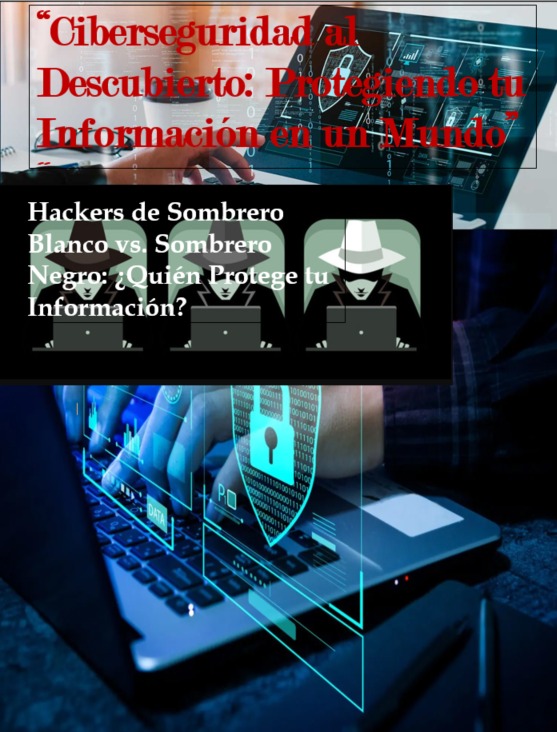 “Ciberseguridad al
Descubierto: Protegiendo tu
Información en un Mundo”
“
Hackers de Sombrero
Blanco vs. Sombrero
Negro: ¿Quién Protege tu
Información?
DATA